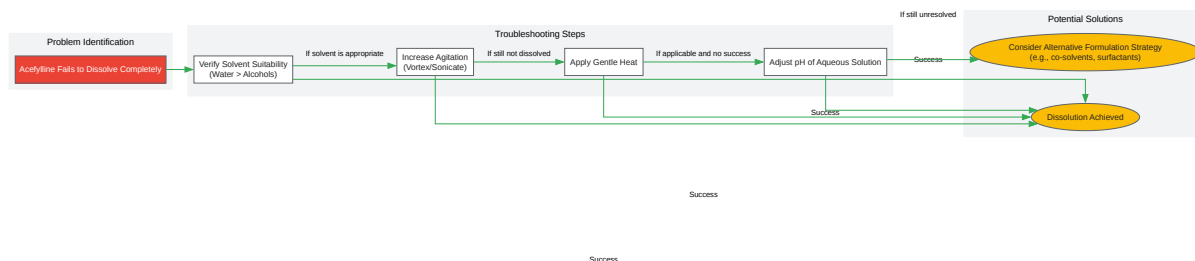 If still unresolved
Potential Solutions
Problem Identification
Troubleshooting Steps
Acefylline Fails to Dissolve Completely
Verify Solvent Suitability
(Water > Alcohols)
If solvent is appropriate
Increase Agitation
(Vortex/Sonicate)
If still not dissolved
Apply Gentle Heat
If applicable and no success
Adjust pH of Aqueous Solution
Success
Consider Alternative Formulation Strategy
(e.g., co-solvents, surfactants)
Success
Dissolution Achieved
Success
Success